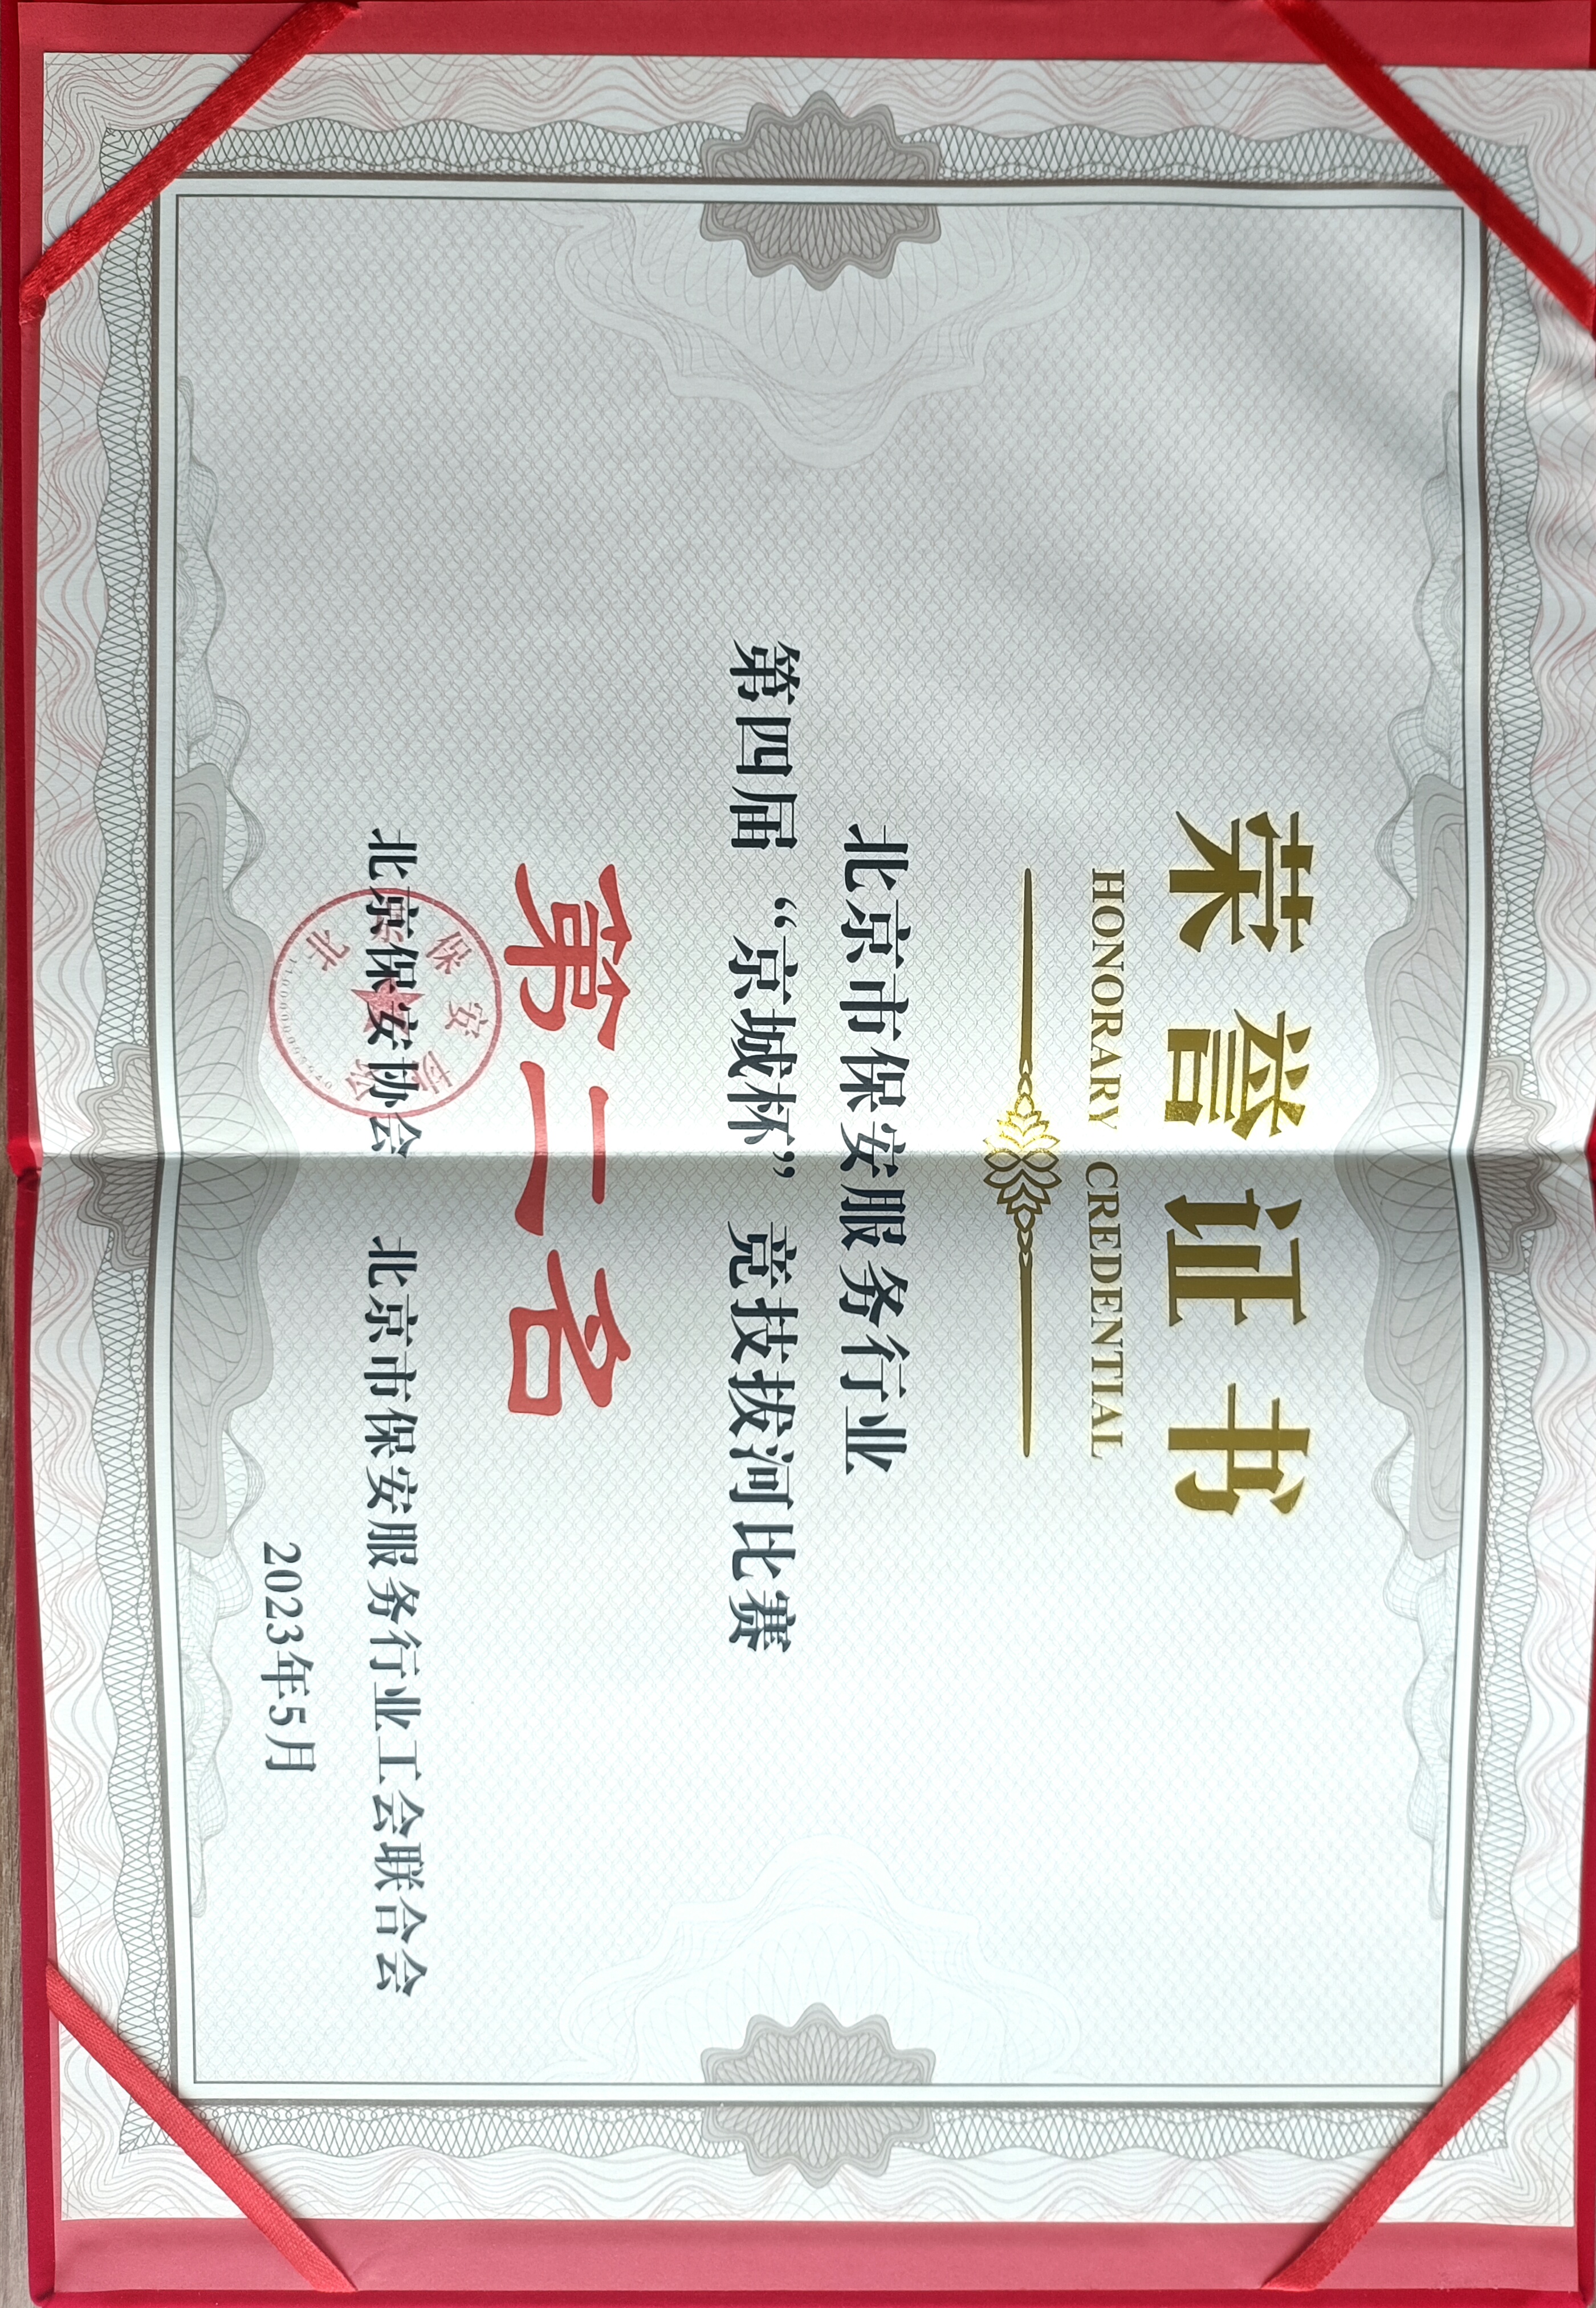 荣誉证书
HONORARY CREDENTIAL
北京市保安服务行业
第四届“京城杯”竞技拔河比赛
第二名
北京保安协会 北京市保安服务行业工会联合会
2023年5月